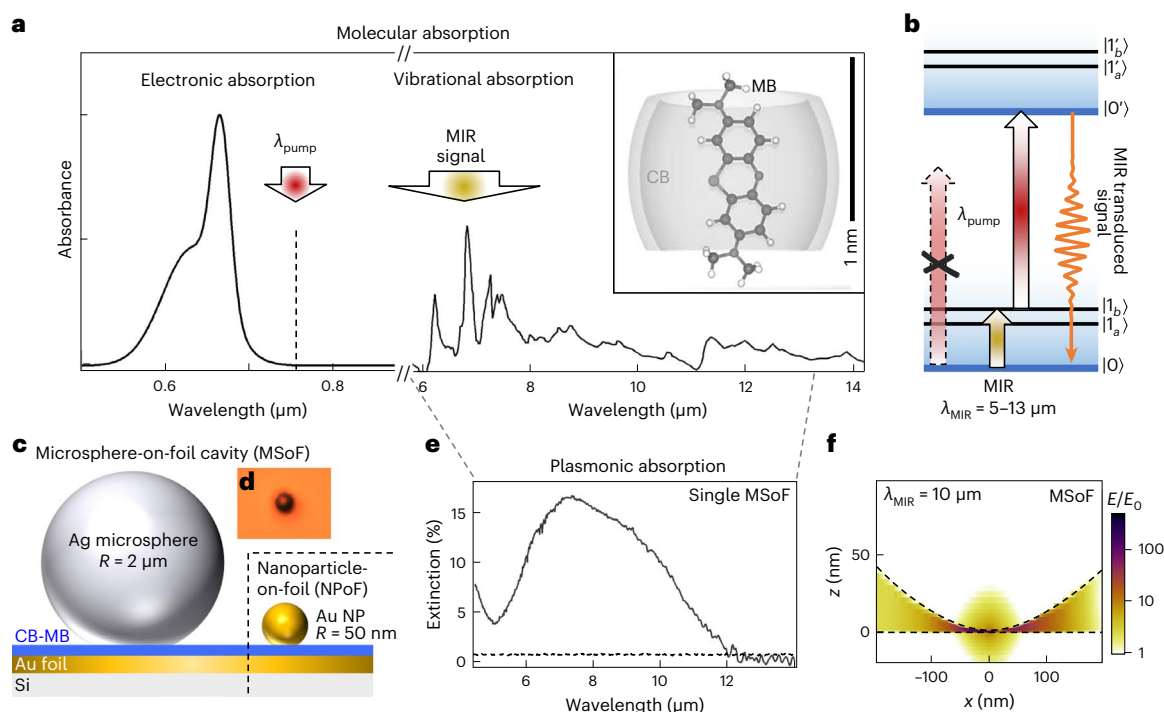 a
Molecular absorption
Electronic absorption
Vibrational absorption
λpump
MIR
signal
MB
CB
1 nm
Absorbance
0.6
0.8
6
8
10
12
14
Wavelength (µm)
Wavelength (µm)
b
|1′b⟩
|1′a⟩
|0′⟩
λpump
MIR transduced
signal
|1b⟩
|1a⟩
|0⟩
MIR
λMIR = 5–13 µm
c
Microsphere-on-foil cavity (MSoF)
d
Ag microsphere
R = 2 µm
Nanoparticle-
on-foil (NPoF)
Au NP
R = 50 nm
CB-MB
Au foil
Si
e
Plasmonic absorption
Single MSoF
Extinction (%)
15
10
5
0
6
8
10
12
Wavelength (µm)
f
λMIR = 10 µm
MSoF
E/E0
z (nm)
50
0
−100
0
100
x (nm)
100
10
1